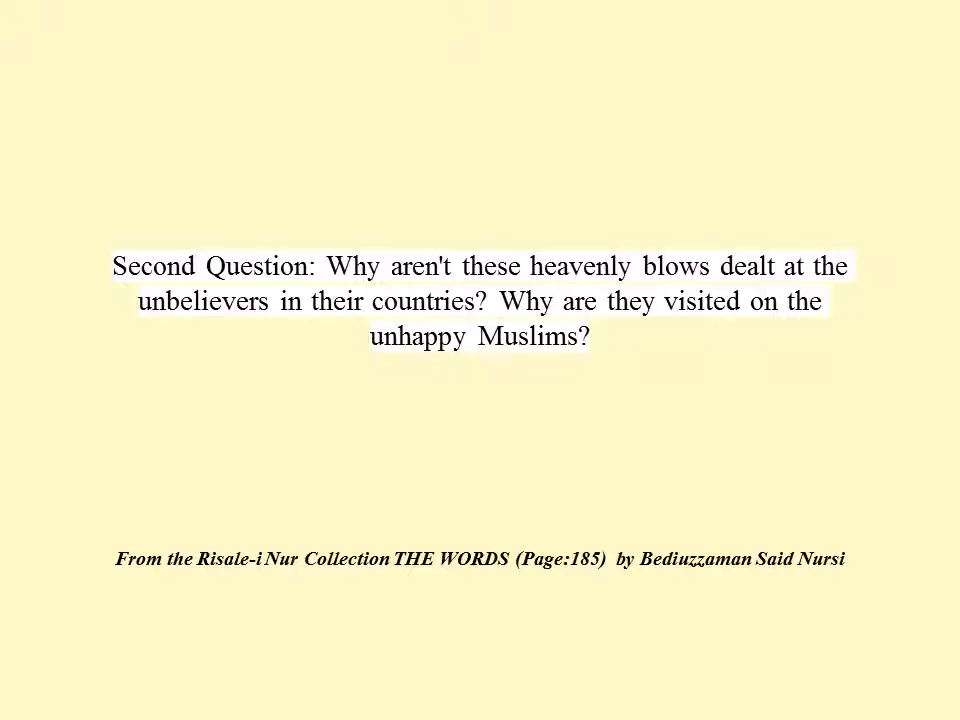 Second Question: Why aren't these heavenly blows dealt at the
unbelievers in their countries? Why are they visited on the
unhappy Muslims?
From the Risale-i Nur Collection THE WORDS (Page:185) by Bediuzzaman Said Nursi